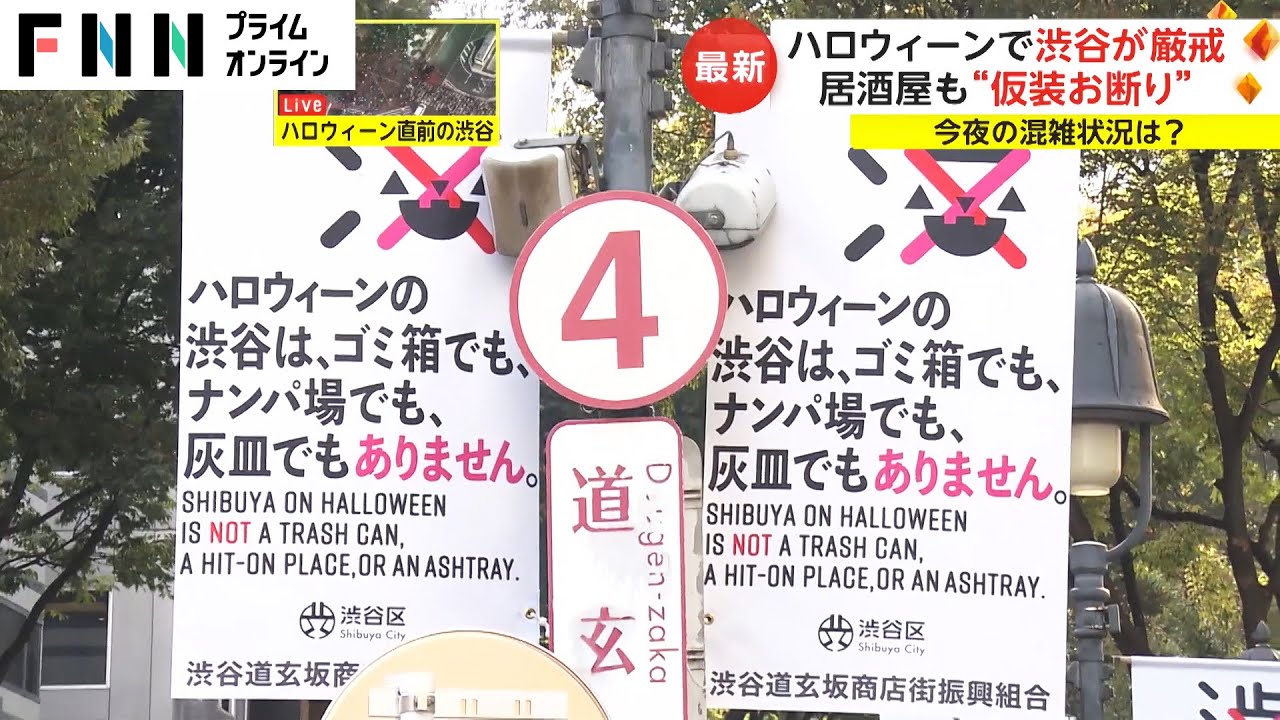 FNN プライム
オンライン
Live
ハロウィーン直前の渋谷
最新
ハロウィーンで渋谷が厳戒
居酒屋も“仮装お断り”
今夜の混雑状況は？
ハロウィーンの
渋谷は、ゴミ箱でも、
ナンパ場でも、
灰皿でもありません。
SHIBUYA ON HALLOWEEN
IS NOT A TRASH CAN,
A HIT-ON PLACE,OR AN ASHTRAY.
渋谷区
Shibuya City
渋谷道玄坂商
4
道玄
Dōgen-zaka
ハロウィーンの
渋谷は、ゴミ箱でも、
ナンパ場でも、
灰皿でもありません。
SHIBUYA ON HALLOWEEN
IS NOT A TRASH CAN,
A HIT-ON PLACE,OR AN ASHTRAY.
渋谷区
Shibuya City
渋谷道玄坂商店街振興組合